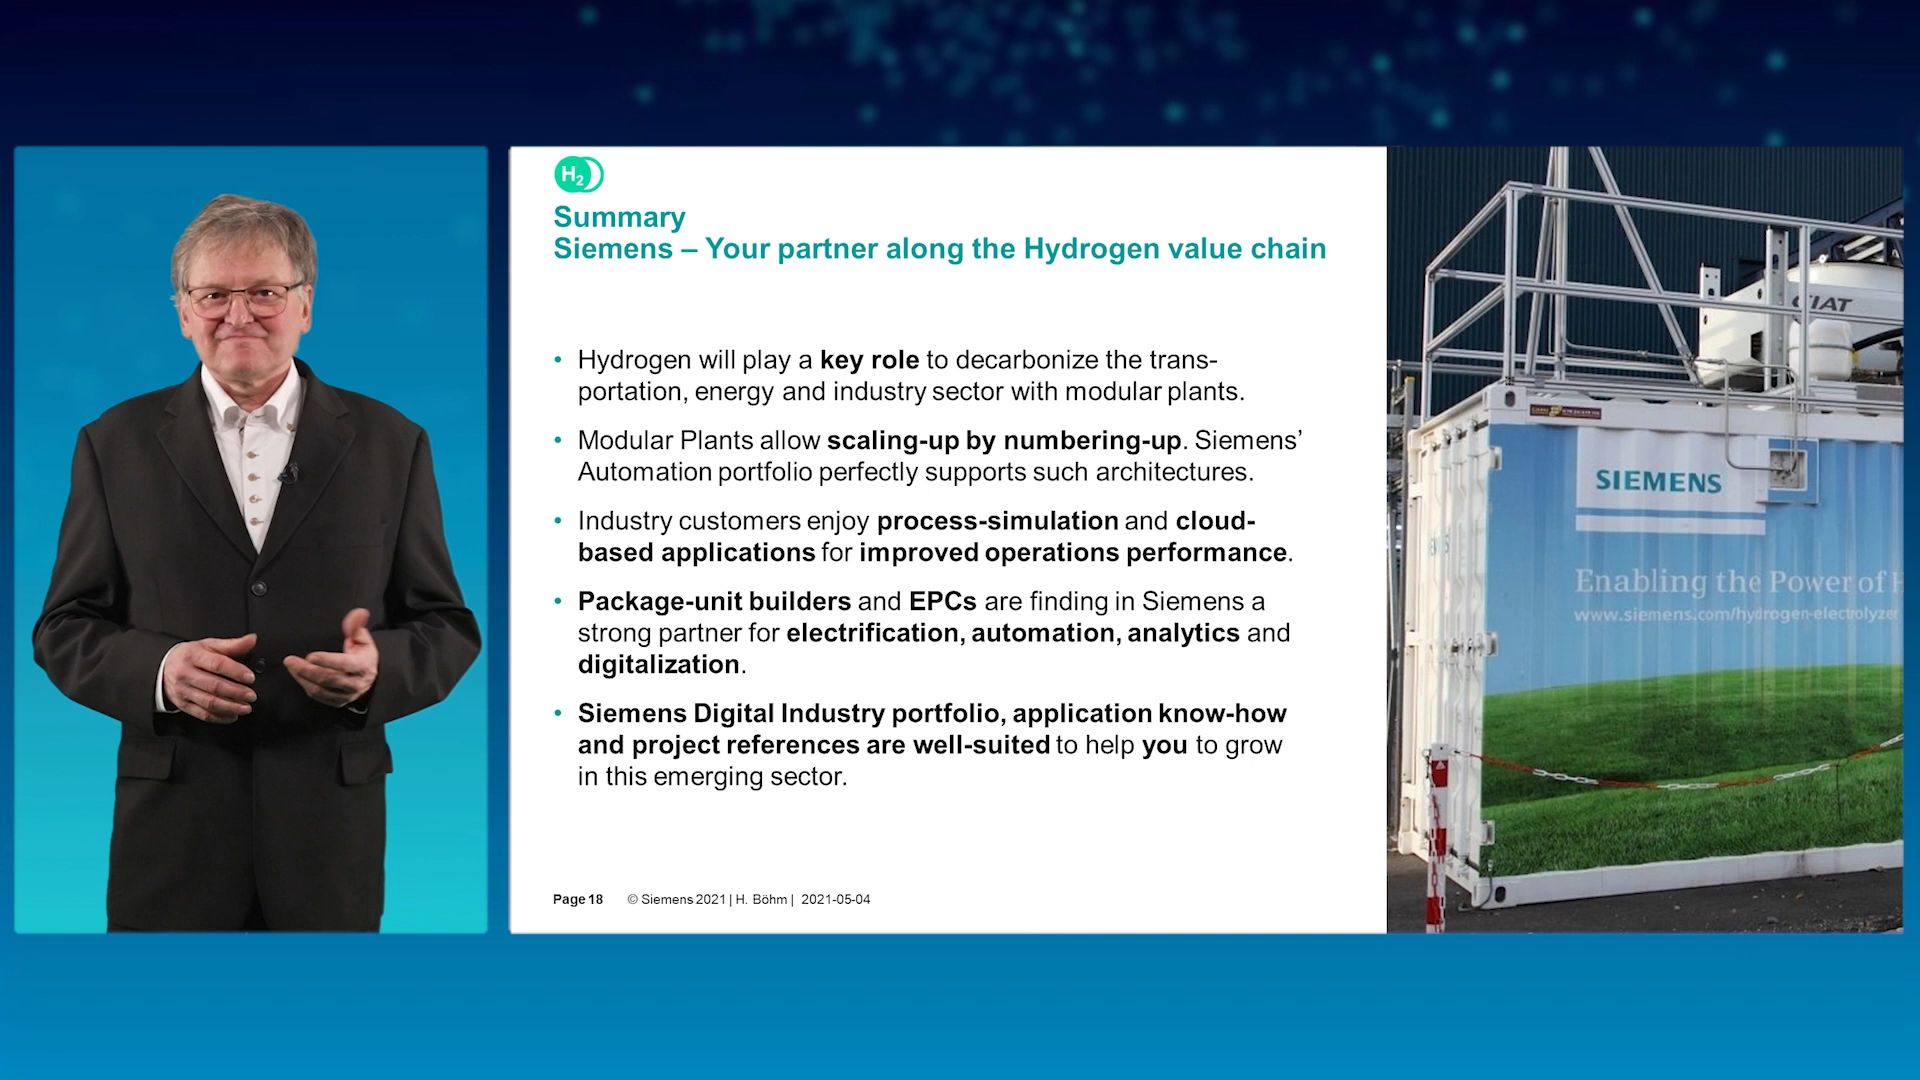 H2
Summary
Siemens – Your partner along the Hydrogen value chain
• Hydrogen will play a key role to decarbonize the trans-
portation, energy and industry sector with modular plants.
• Modular Plants allow scaling-up by numbering-up. Siemens’
Automation portfolio perfectly supports such architectures.
• Industry customers enjoy process-simulation and cloud-
based applications for improved operations performance.
• Package-unit builders and EPCs are finding in Siemens a
strong partner for electrification, automation, analytics and
digitalization.
• Siemens Digital Industry portfolio, application know-how
and project references are well-suited to help you to grow
in this emerging sector.
Page 18 © Siemens 2021 | H. Böhm | 2021-05-04
CIAT
SIEMENS
Enabling the Power of H
www.siemens.com/hydrogen-electrolyzer